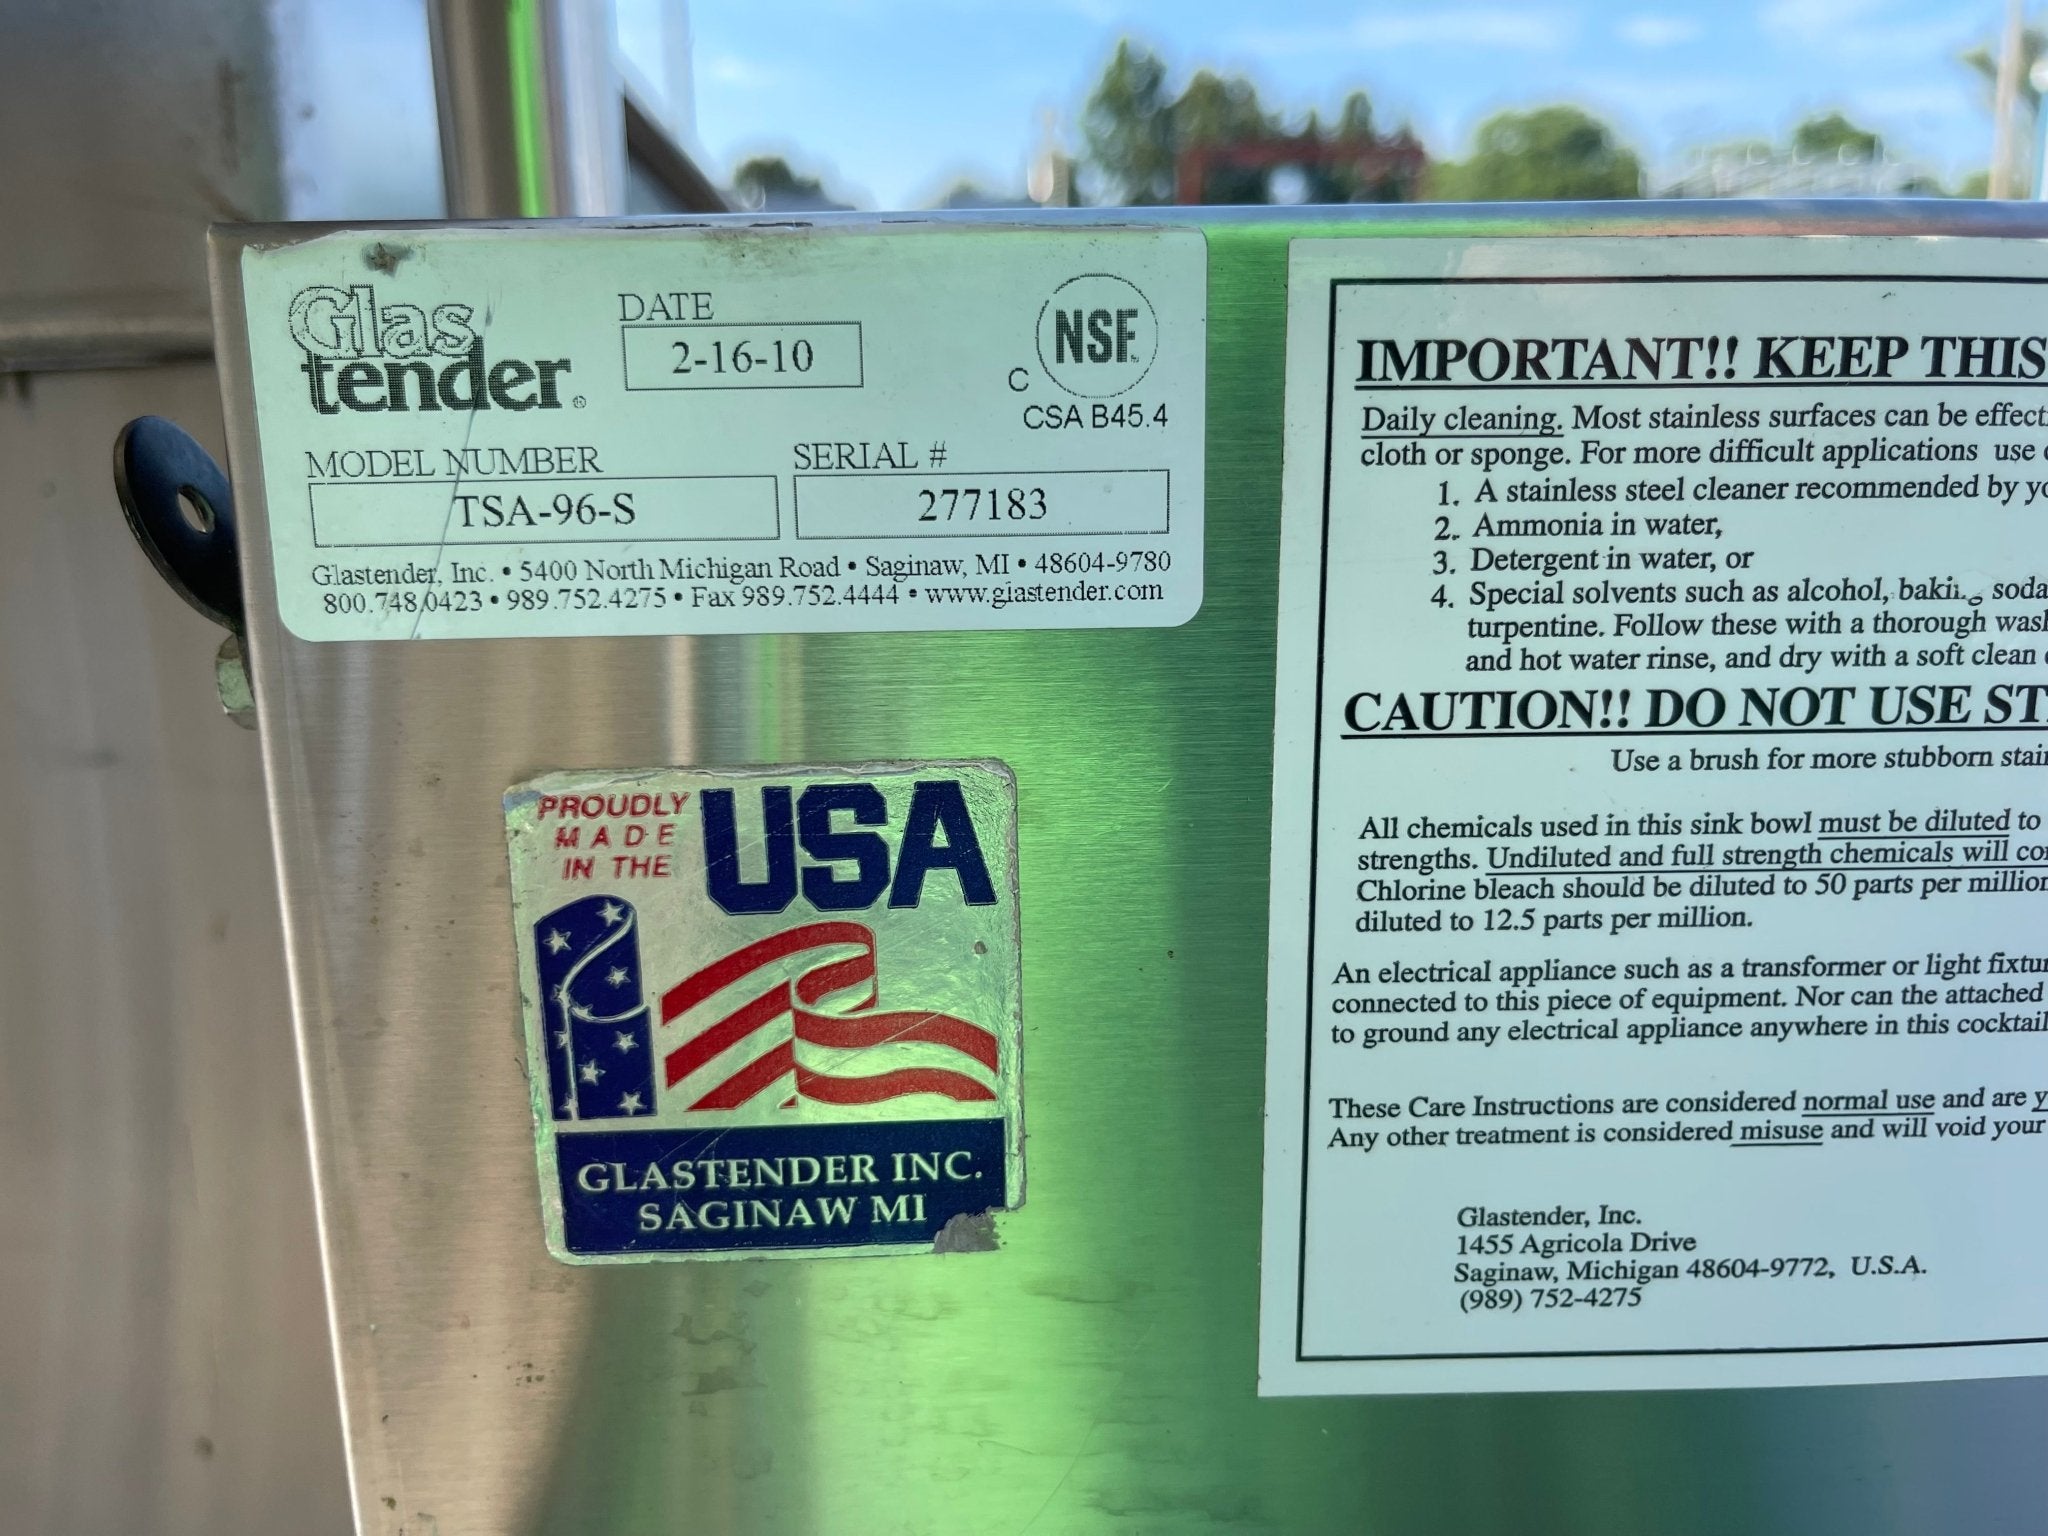 Glas
tender®
DATE
2-16-10
NSF.
C
CSA B45.4
MODEL NUMBER
TSA-96-S
SERIAL #
277183
Glastender, Inc. • 5400 North Michigan Road • Saginaw, MI • 48604-9780
800.748.0423 • 989.752.4275 • Fax 989.752.4444 • www.glastender.com
PROUDLY
MADE
IN THE
USA
GLASTENDER INC.
SAGINAW MI
IMPORTANT!! KEEP THIS
Daily cleaning. Most stainless surfaces can be effecti
cloth or sponge. For more difficult applications use
1. A stainless steel cleaner recommended by yo
2. Ammonia in water,
3. Detergent in water, or
4. Special solvents such as alcohol, baking soda
turpentine. Follow these with a thorough was
and hot water rinse, and dry with a soft clean
CAUTION!! DO NOT USE ST
Use a brush for more stubborn stai
All chemicals used in this sink bowl must be diluted to
strengths. Undiluted and full strength chemicals will co
Chlorine bleach should be diluted to 50 parts per million
diluted to 12.5 parts per million.
An electrical appliance such as a transformer or light fixtu
connected to this piece of equipment. Nor can the attached
to ground any electrical appliance anywhere in this cocktail
These Care Instructions are considered normal use and are y
Any other treatment is considered misuse and will void your
Glastender, Inc.
1455 Agricola Drive
Saginaw, Michigan 48604-9772, U.S.A.
(989) 752-4275